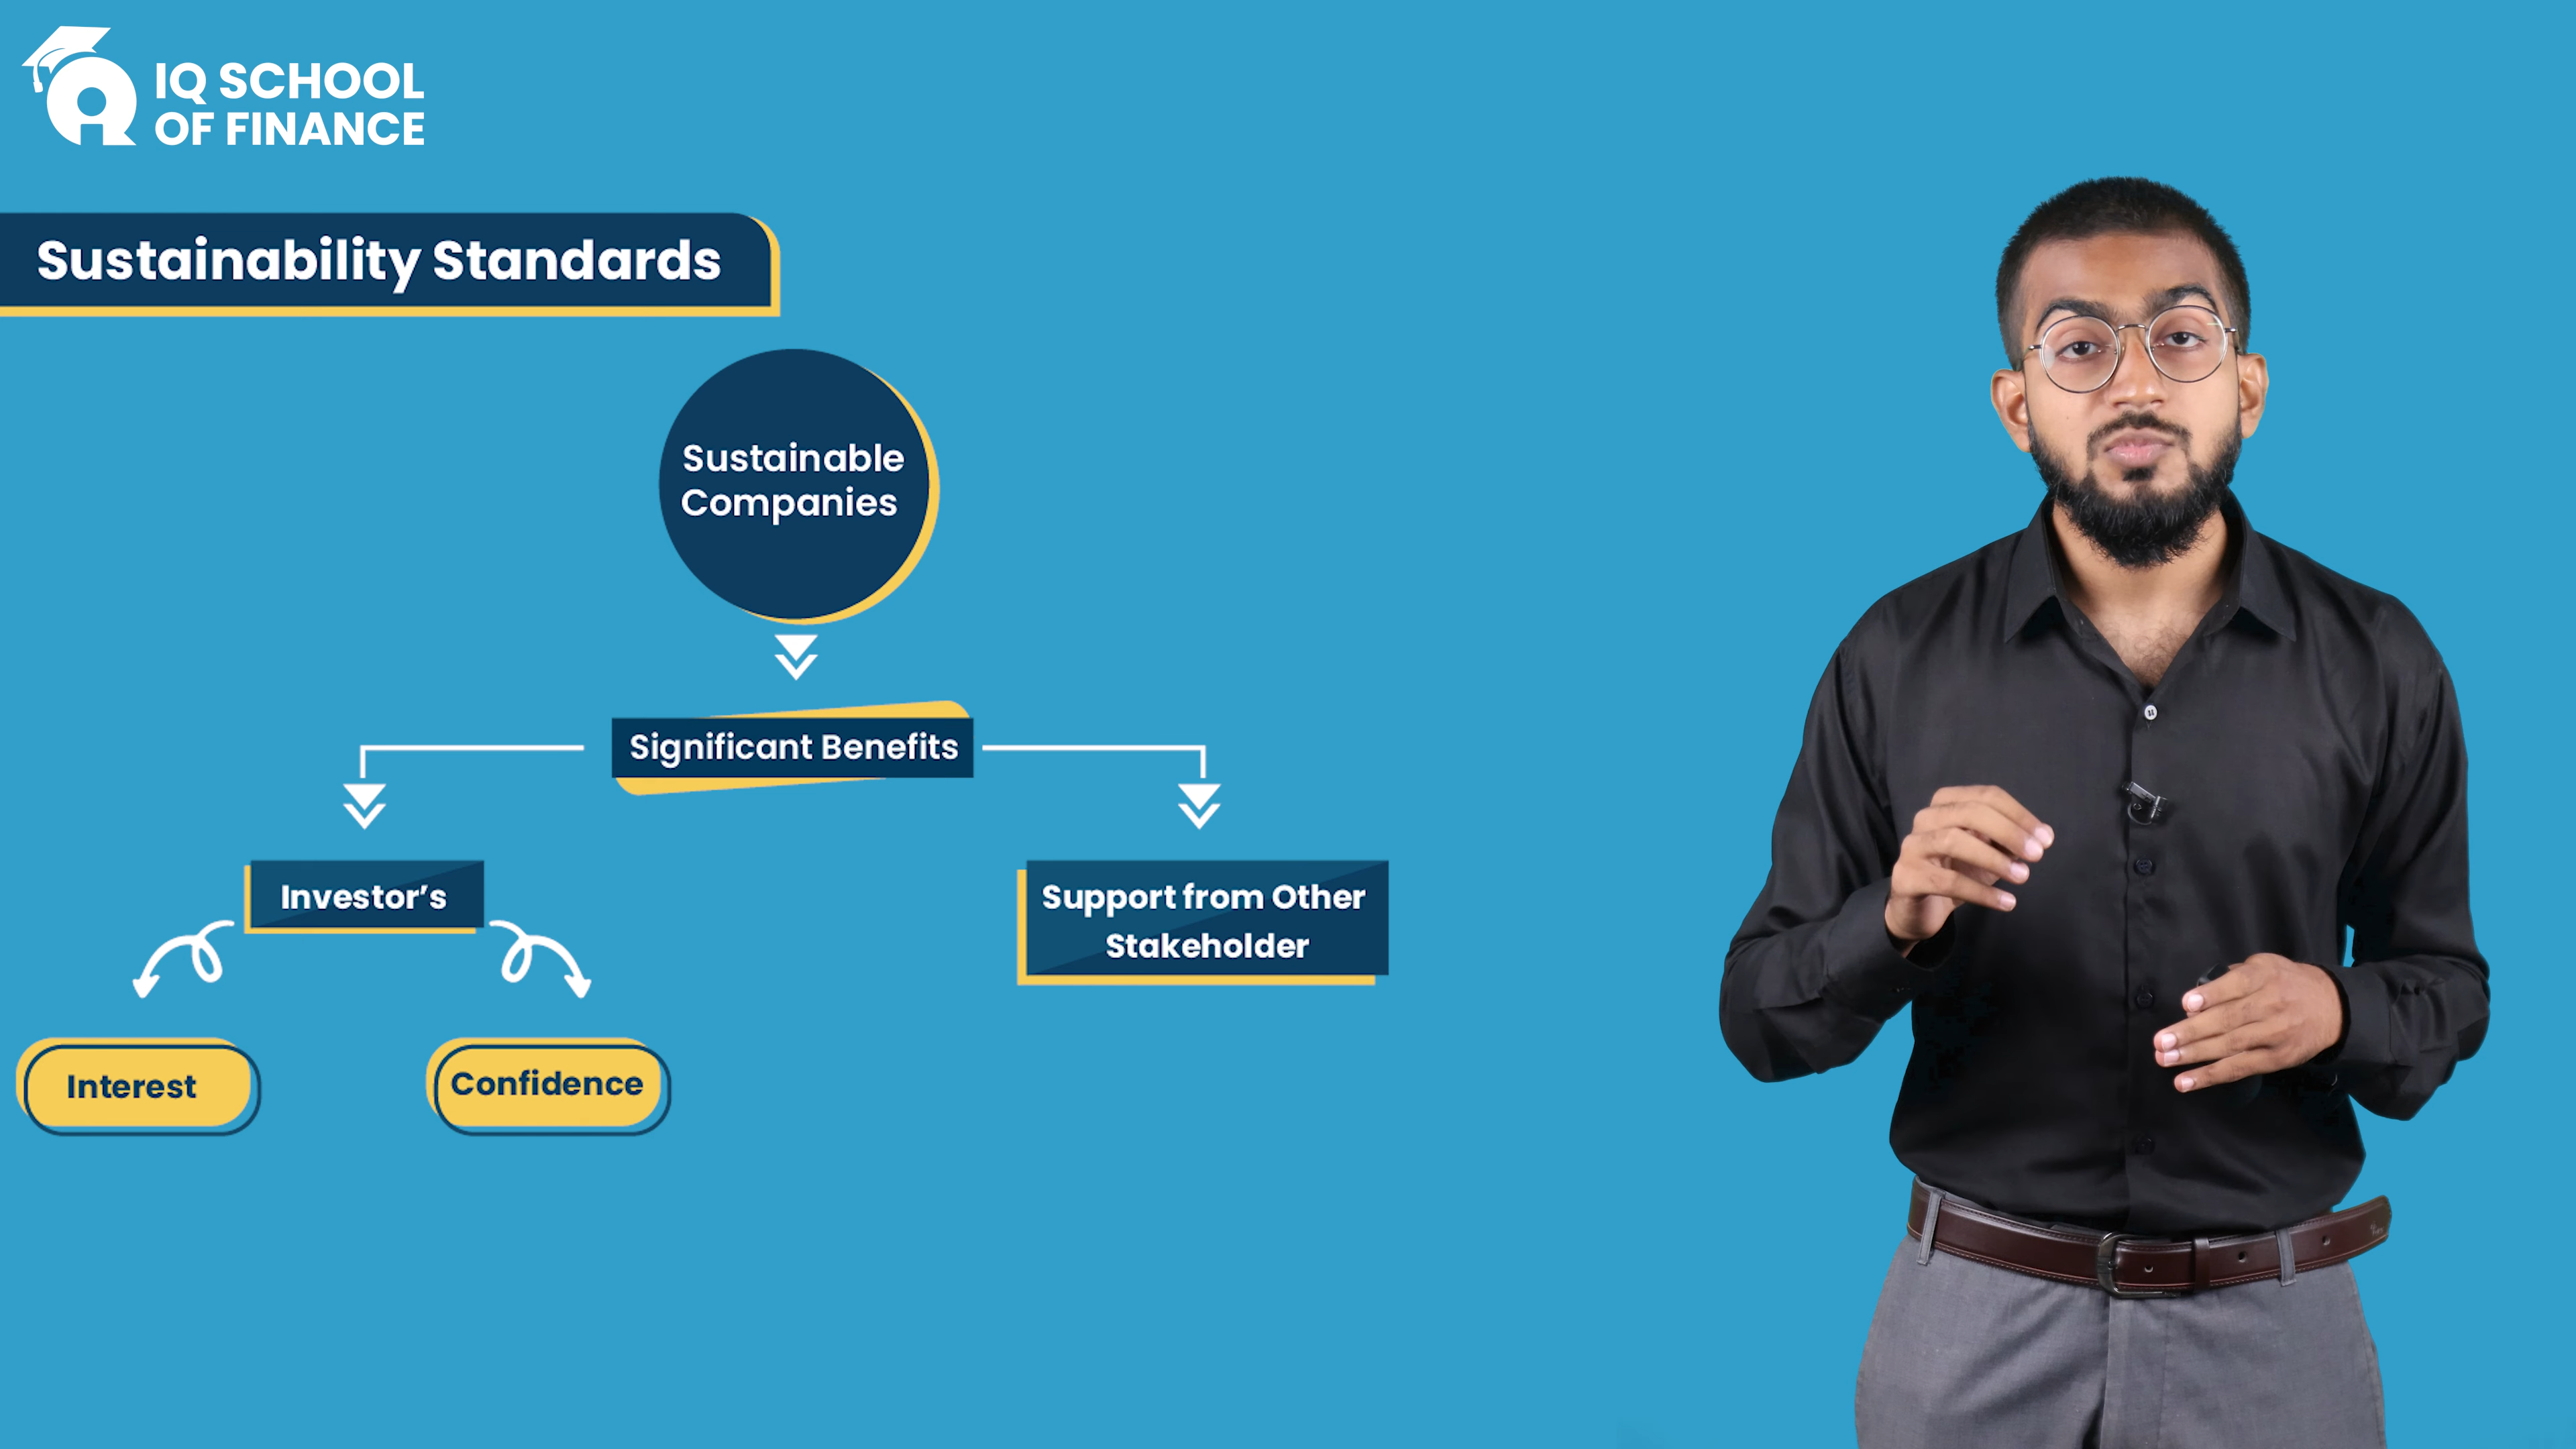 IQ SCHOOL
OF FINANCE
Sustainability Standards
Sustainable
Companies
Significant Benefits
Investor’s
Support from Other
Stakeholder
Interest
Confidence